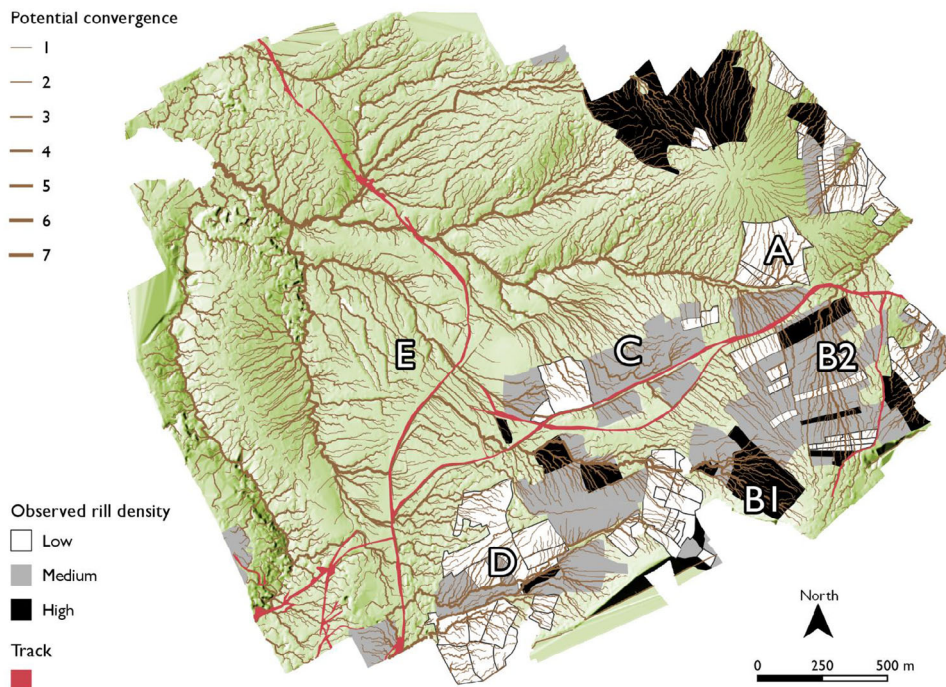 Potential convergence
1
2
3
4
5
6
7
A
C
B2
E
B1
D
Observed rill density
Low
Medium
High
Track
North
0 250 500 m